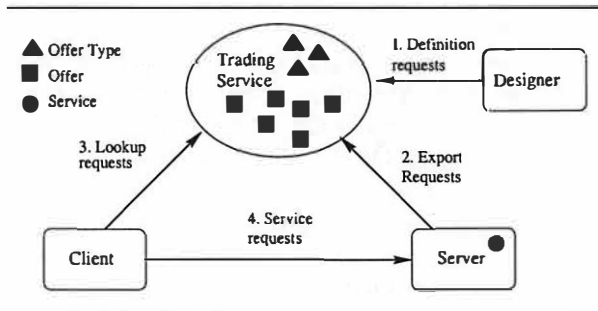 Offer Type
Offer
Service
Trading
Service
1. Definition
requests
Designer
3. Lookup
requests
2. Export
Requests
4. Service
requests
Client
Server